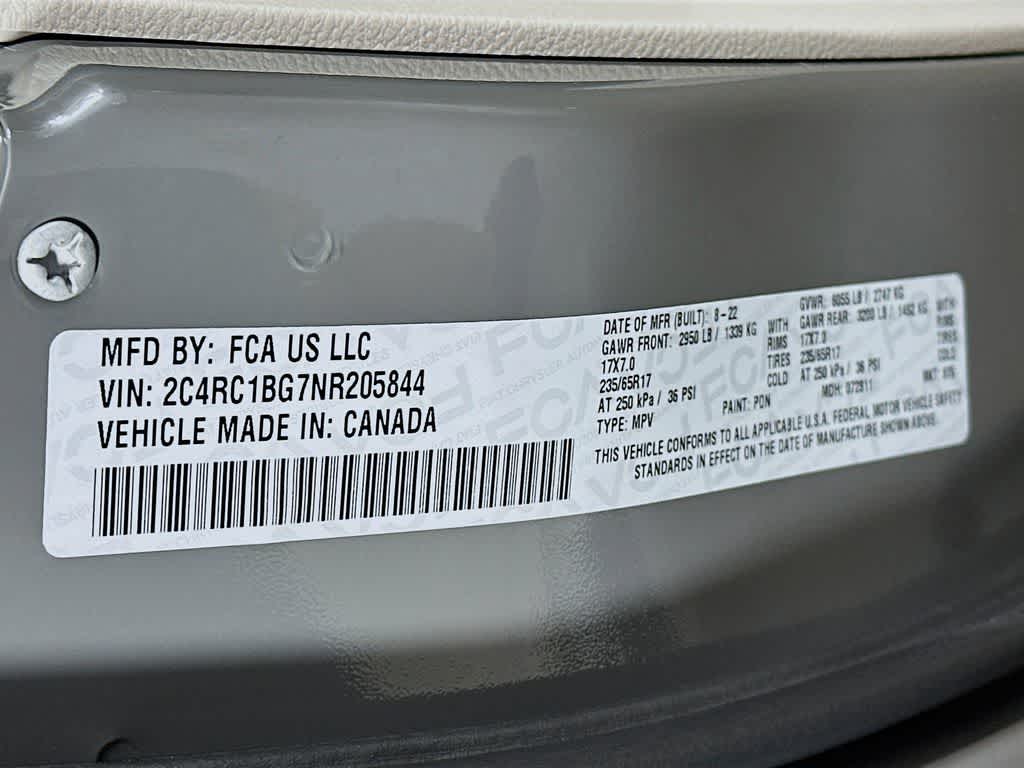 MFD BY: FCA US LLC
VIN: 2C4RC1BG7NR205844
VEHICLE MADE IN: CANADA
DATE OF MFR (BUILT): 8-22
GAWR FRONT: 2950 LB / 1339 KG WITH
17X7.0 RIMS
235/65R17 TIRES
AT 250 kPa / 36 PSI COLD
TYPE: MPV PAINT: PDN
GVWR: 6055 LB / 2747 KG
GAWR REAR: 3200 LB / 1452 KG WITH
17X7.0 RIMS
235/65R17
AT 250 kPa / 36 PSI COLD
MDH: 072811
THIS VEHICLE CONFORMS TO ALL APPLICABLE U.S.A. FEDERAL MOTOR VEHICLE SAFETY
STANDARDS IN EFFECT ON THE DATE OF MANUFACTURE SHOWN ABOVE.